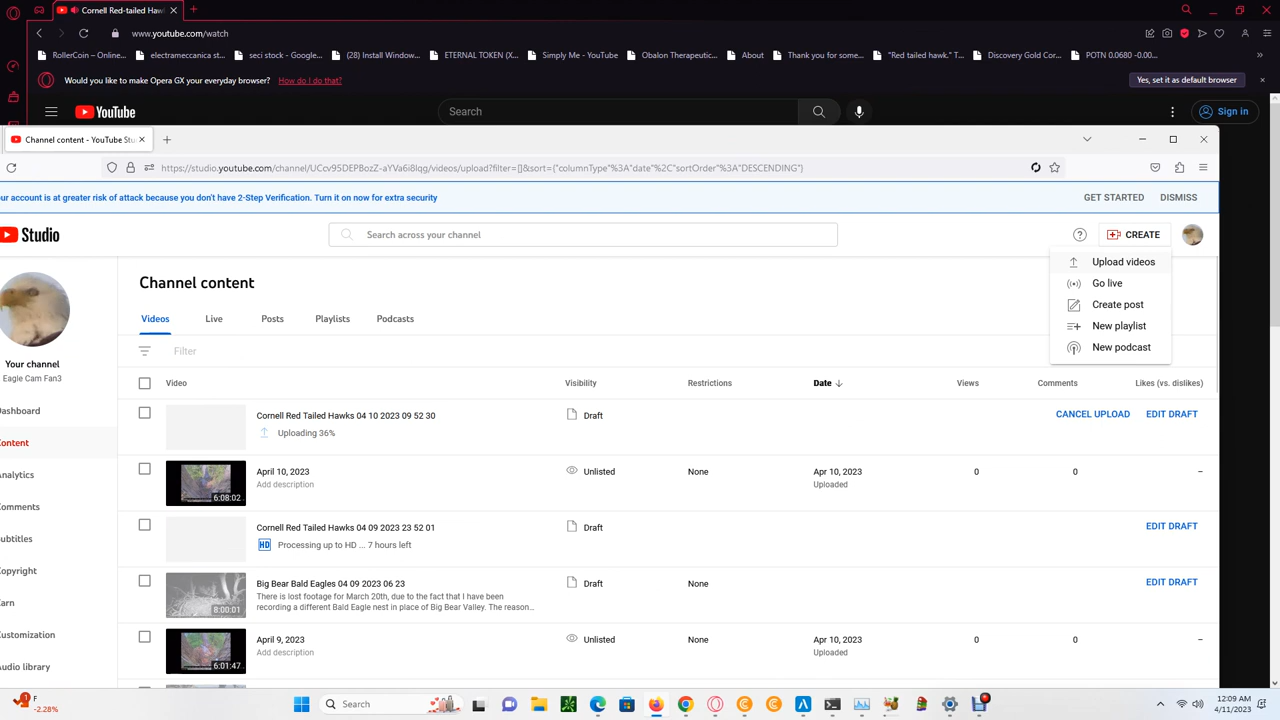 Cornell Red-tailed Haw
www.youtube.com/watch
RollerCoin – Blockc... electrameccanica st... seci stock - Google... (28) Install Window... ETERNAL TOKEN (X... Simply Me - YouTube Obalon Therapeutic... About Thank you for some... "Red tailed hawk." T... Discovery Gold Cor... POTN 0.0680 -0.00...
Would you like to make Opera GX your everyday browser? How do I do that? Yes, set it as default browser
YouTube Search Sign in
Channel content - YouTube Stu
https://studio.youtube.com/channel/UCcv95DEPBozZ-aYVa6i8lqg/videos/upload?filter=[]&sort={"columnType"%3A"date"%2C"sortOrder"%3A"DESCENDING"}
ur account is at greater risk of attack because you don't have 2-Step Verification. Turn it on now for extra security GET STARTED DISMISS
Studio Search across your channel CREATE
Upload videos
Go live
Create post
New playlist
New podcast
Channel content
Videos Live Posts Playlists Podcasts
Your channel
Eagle Cam Fan3
Filter
Video Visibility Restrictions Date Views Comments Likes (vs. dislikes)
Dashboard
Content
Analytics
Comments
Subtitles
Copyright
Earn
Customization
Audio library
Cornell Red Tailed Hawks 04 10 2023 09 52 30 Draft CANCEL UPLOAD EDIT DRAFT
Uploading 36%
April 10, 2023 Unlisted None Apr 10, 2023 0 0 –
Add description Uploaded
6:08:02
Cornell Red Tailed Hawks 04 09 2023 23 52 01 Draft EDIT DRAFT
HD Processing up to HD ... 7 hours left
Big Bear Bald Eagles 04 09 2023 06 23 Draft None EDIT DRAFT
There is lost footage for March 20th, due to the fact that I have been
recording a different Bald Eagle nest in place of Big Bear Valley. The reason...
8:00:01
April 9, 2023 Unlisted None Apr 10, 2023 0 0 –
Add description Uploaded
6:01:47
1 F
-2.28%
Search
12:09 AM
4/11/2023